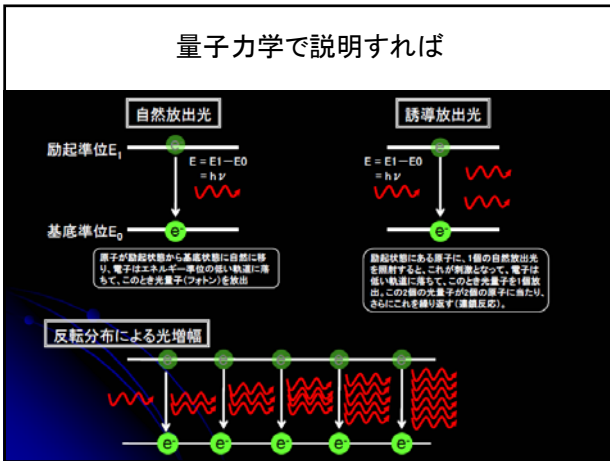 量子力学で説明すれば
自然放出光
励起準位E1
e-
E = E1−E0
= hν
基底準位E0
e-
原子が励起状態から基底状態に自然に移
り、電子はエネルギー準位の低い軌道に落
ちて、このとき光量子(フォトン)を放出
誘導放出光
e-
E = E1−E0
= hν
e-
励起状態にある原子に、1個の自然放出光
を照射すると、これが刺激となって、電子は
低い軌道に落ちて、このとき光量子を1個放
出。この2個の光量子が2個の原子に当たり、
さらにこれを繰り返す(連鎖反応)。
反転分布による光増幅
e- e- e- e- e-
e- e- e- e- e-